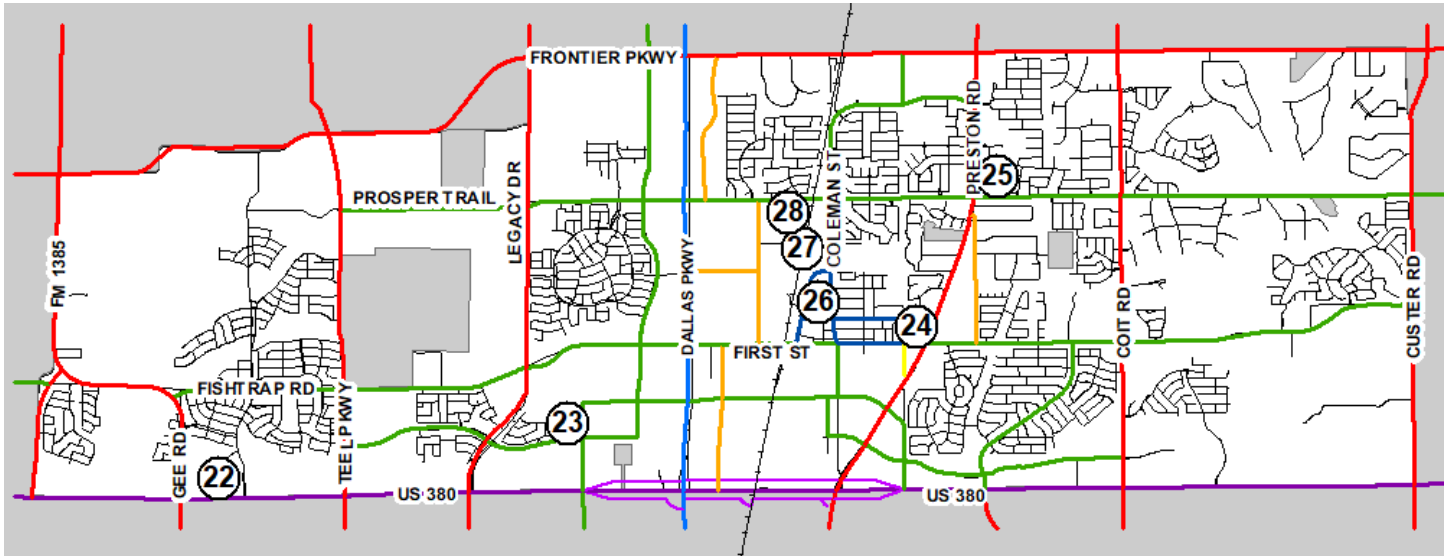 FRONTIER PKWY
PRESTON RD
25
COLEMAN ST
LEGACY DR
PROSPER TRAIL
28
27
FM 1385
DALLAS PKWY
26
24
COIT RD
CUSTER RD
FIRST ST
FISHTRAP RD
TEEL PKWY
23
GEE RD
22
US 380
US 380